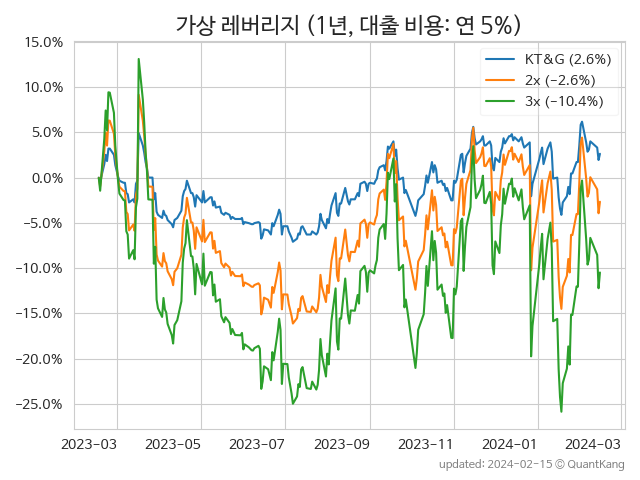 가상 레버리지 (1년, 대출 비용: 연 5%)
15.0%
10.0%
5.0%
0.0%
−5.0%
−10.0%
−15.0%
−20.0%
−25.0%
KT&G (2.6%)
2x (−2.6%)
3x (−10.4%)
2023-03 2023-05 2023-07 2023-09 2023-11 2024-01 2024-03
updated: 2024-02-15 © QuantKang